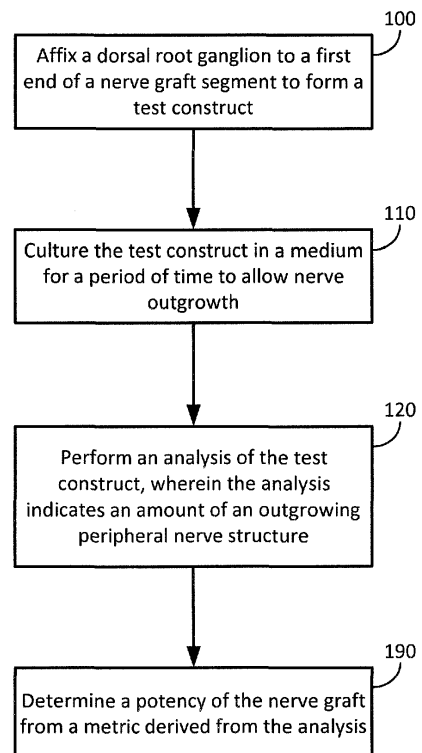 100
Affix a dorsal root ganglion to a first
end of a nerve graft segment to form a
test construct
110
Culture the test construct in a medium
for a period of time to allow nerve
outgrowth
120
Perform an analysis of the test
construct, wherein the analysis
indicates an amount of an outgrowing
peripheral nerve structure
190
Determine a potency of the nerve graft
from a metric derived from the analysis